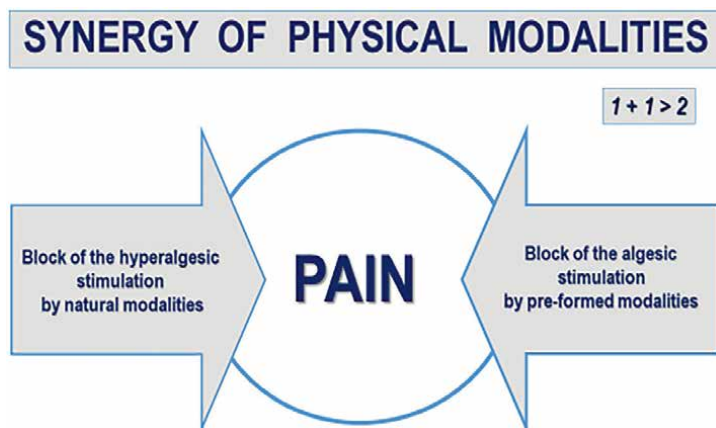 SYNERGY OF PHYSICAL MODALITIES
1 + 1 > 2
Block of the hyperalgesic
stimulation
by natural modalities
PAIN
Block of the algesic
stimulation
by pre-formed modalities